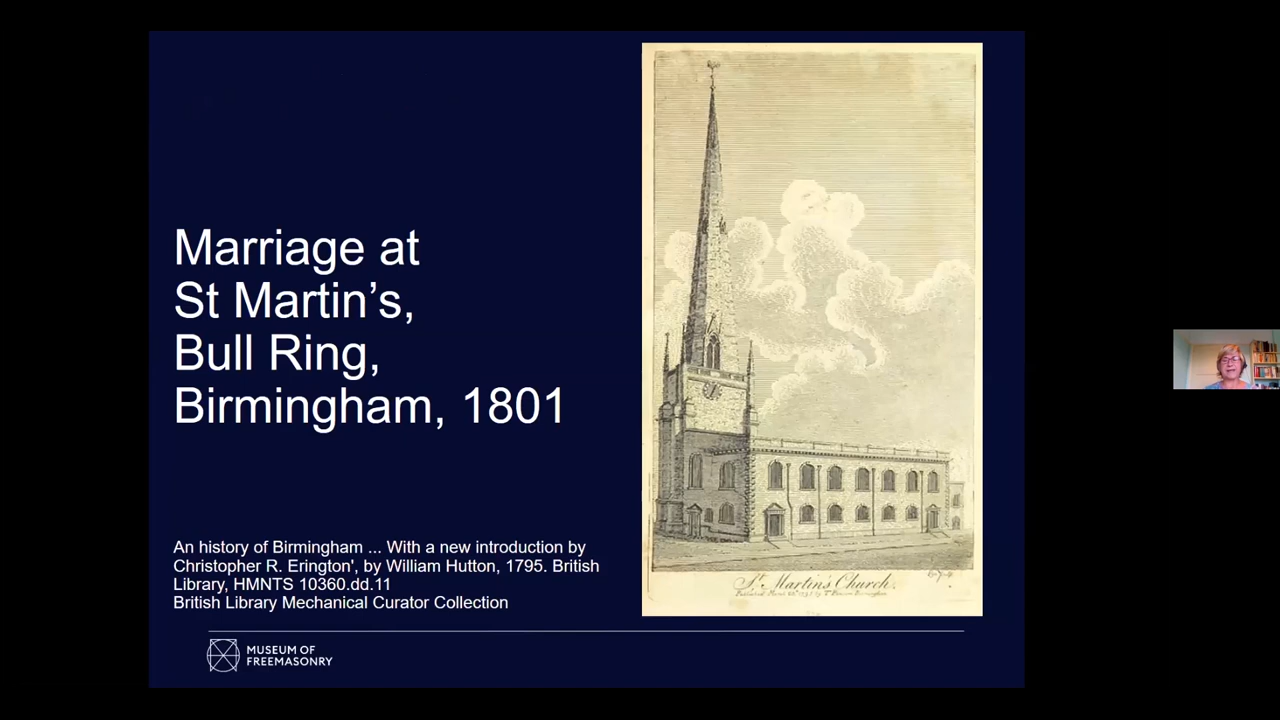 Marriage at
St Martin’s,
Bull Ring,
Birmingham, 1801
An history of Birmingham ... With a new introduction by
Christopher R. Erington', by William Hutton, 1795. British
Library, HMNTS 10360.dd.11
British Library Mechanical Curator Collection
St. Martin's Church.
Published March
MUSEUM OF
FREEMASONRY